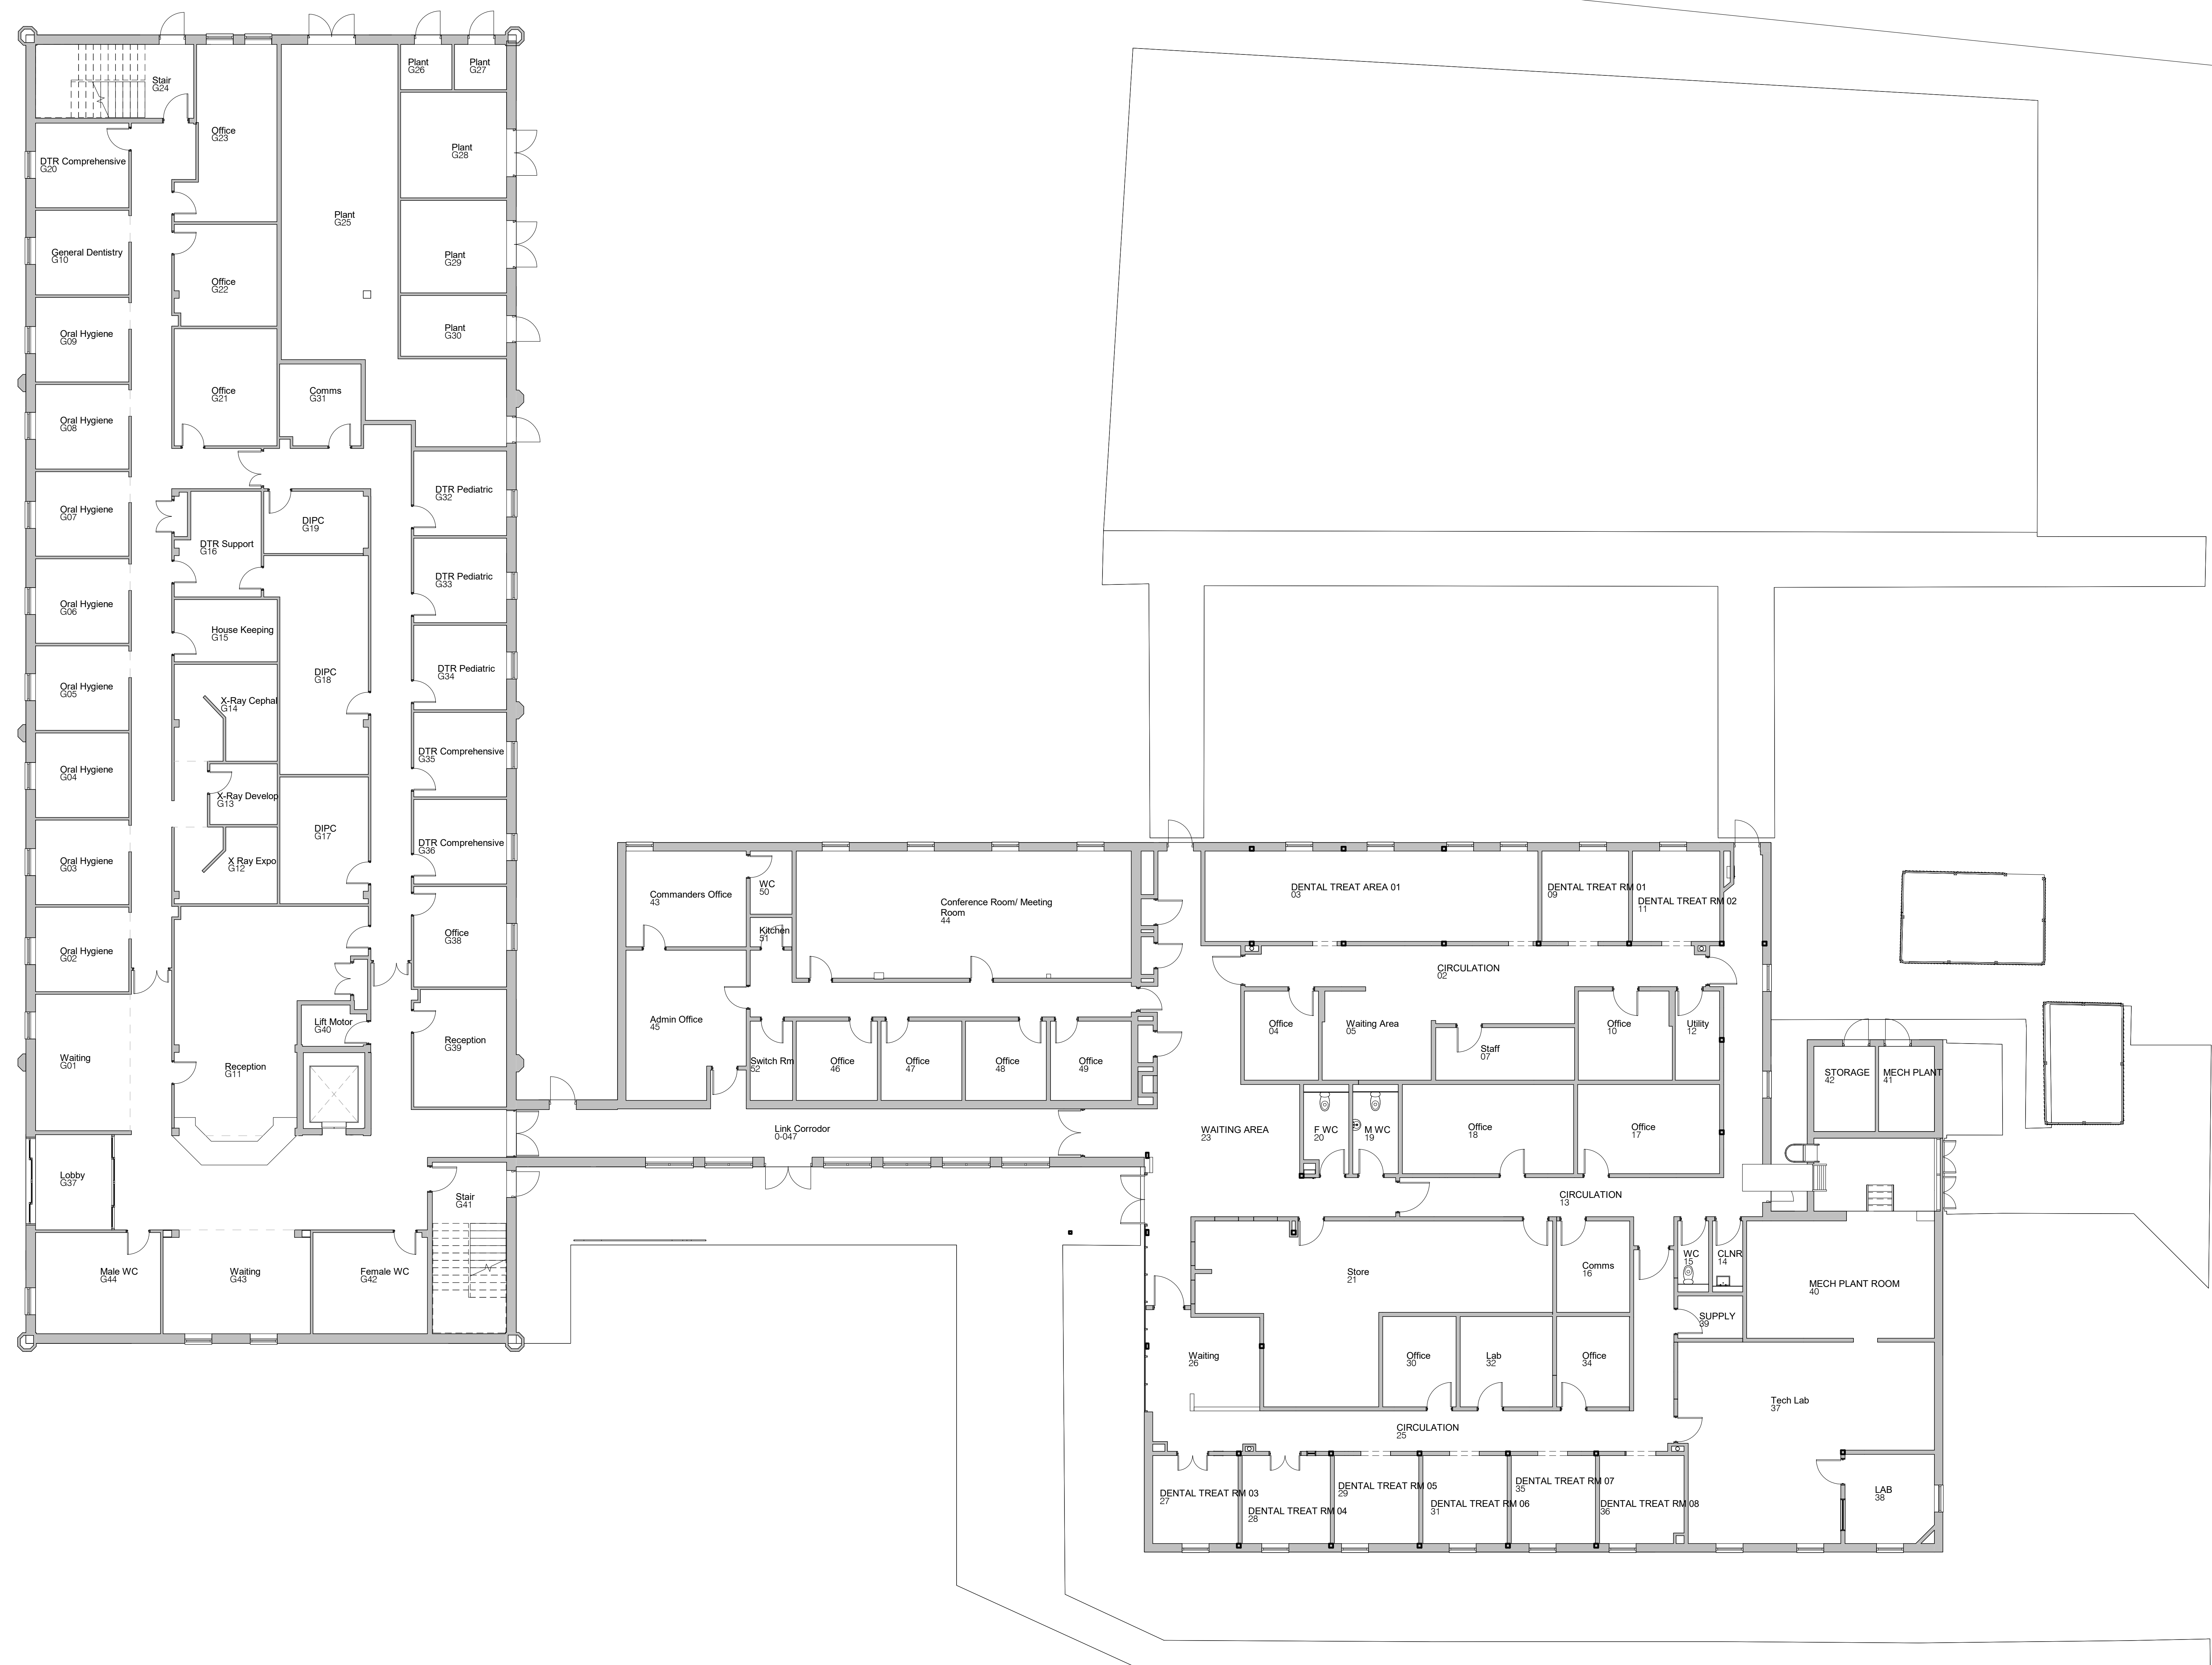 Stair
G24
Office
G23
Plant
G26
Plant
G27
DTR Comprehensive
G20
Plant
G28
Plant
G25
General Dentistry
G10
Office
G22
Plant
G29
Oral Hygiene
G09
Plant
G30
Office
G21
Comms
G31
Oral Hygiene
G08
Oral Hygiene
G07
DTR Support
G16
DIPC
G19
DTR Pediatric
G32
Oral Hygiene
G06
House Keeping
G15
DTR Pediatric
G33
Oral Hygiene
G05
X-Ray Cephal
G14
DIPC
G18
DTR Pediatric
G34
Oral Hygiene
G04
X-Ray Develop
G13
DTR Comprehensive
G35
Oral Hygiene
G03
X Ray Expo
G12
DIPC
G17
DTR Comprehensive
G36
Oral Hygiene
G02
Office
G38
Waiting
G01
Reception
G11
Lift Motor
G40
Reception
G39
Lobby
G37
Stair
G41
Male WC
G44
Waiting
G43
Female WC
G42
Commanders Office
43
WC
50
Kitchen
51
Conference Room/ Meeting
Room
44
Admin Office
45
Switch Rm
52
Office
46
Office
47
Office
48
Office
49
Link Corrodor
0-047
DENTAL TREAT AREA 01
03
DENTAL TREAT RM 01
09
DENTAL TREAT RM 02
11
CIRCULATION
02
Office
04
Waiting Area
05
Staff
07
Office
10
Utility
12
WAITING AREA
23
F WC
20
M WC
19
Office
18
Office
17
STORAGE
42
MECH PLANT
41
CIRCULATION
13
Store
21
Comms
16
WC
15
CLNR
14
MECH PLANT ROOM
40
SUPPLY
39
Waiting
26
Office
30
Lab
32
Office
34
Tech Lab
37
CIRCULATION
25
DENTAL TREAT RM 03
27
DENTAL TREAT RM 04
28
DENTAL TREAT RM 05
29
DENTAL TREAT RM 06
31
DENTAL TREAT RM 07
35
DENTAL TREAT RM 08
36
LAB
38